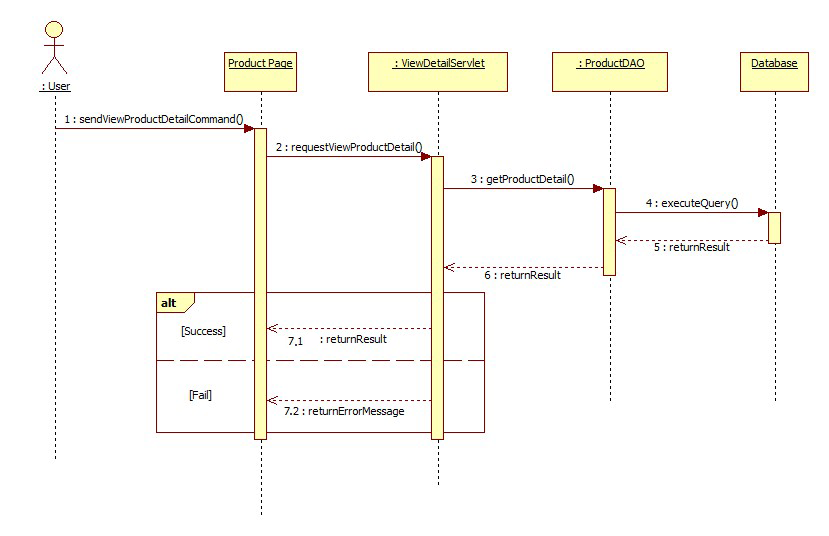 : User
Product Page
: ViewDetailServlet
: ProductDAO
Database
1 : sendViewProductDetailCommand()
2 : requestViewProductDetail()
3 : getProductDetail()
4 : executeQuery()
5 : returnResult
6 : returnResult
alt
[Success]
7.1 : returnResult
[Fail]
7.2 : returnErrorMessage